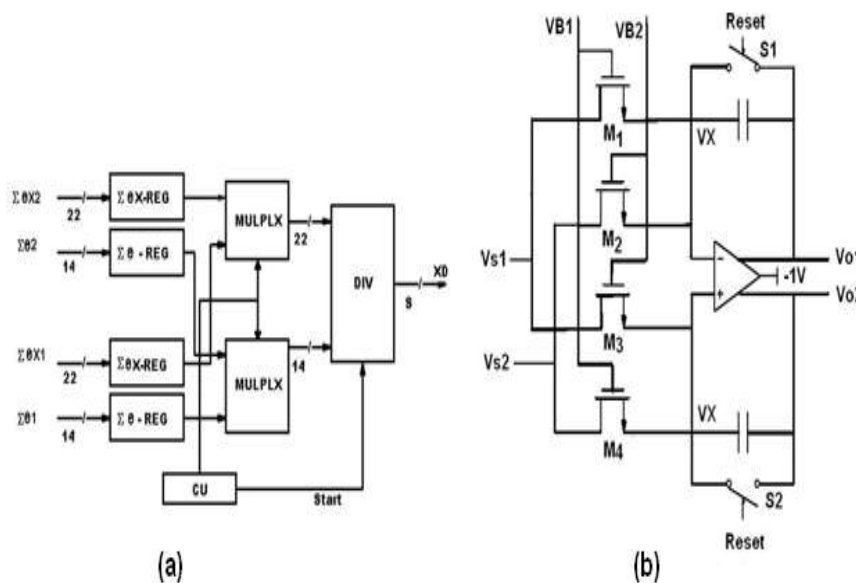 ΣθX2
22
ΣθX-REG
Σθ2
14
Σθ - REG
ΣθX1
22
ΣθX-REG
Σθ1
14
Σθ - REG
MULPLX
22
MULPLX
14
DIV
XO
8
CU
Start
(a)
VB1
VB2
Reset
S1
M1
VX
M2
Vs1
-
+
-1V
Vo1
M3
Vs2
VX
M4
S2
Reset
(b)